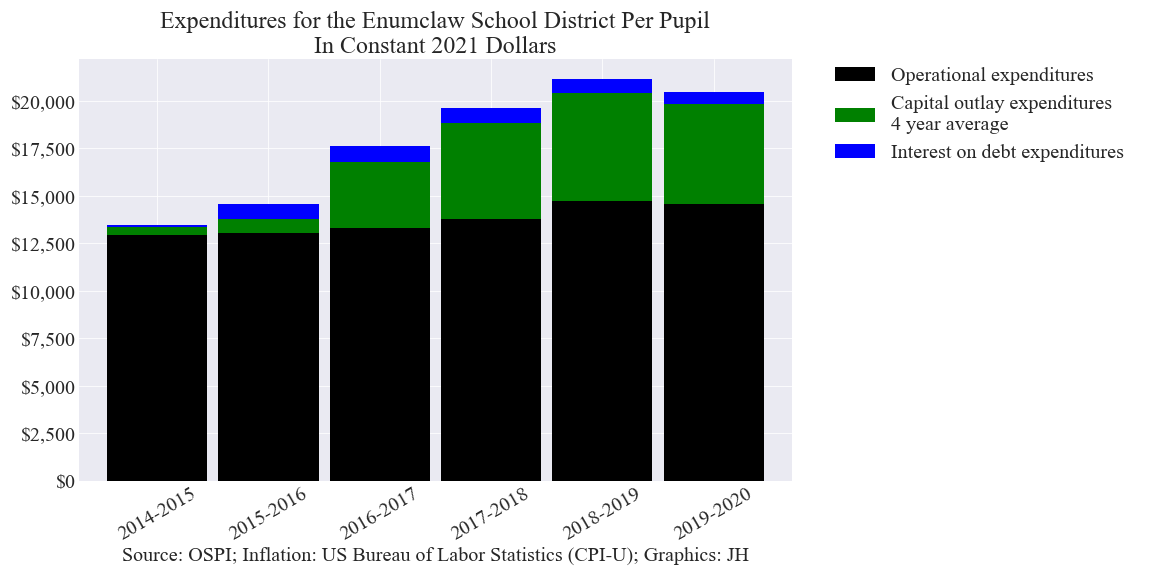 Expenditures for the Enumclaw School District Per Pupil
In Constant 2021 Dollars
Operational expenditures
Capital outlay expenditures
4 year average
Interest on debt expenditures
$20,000
$17,500
$15,000
$12,500
$10,000
$7,500
$5,000
$2,500
$0
2014-2015
2015-2016
2016-2017
2017-2018
2018-2019
2019-2020
Source: OSPI; Inflation: US Bureau of Labor Statistics (CPI-U); Graphics: JH